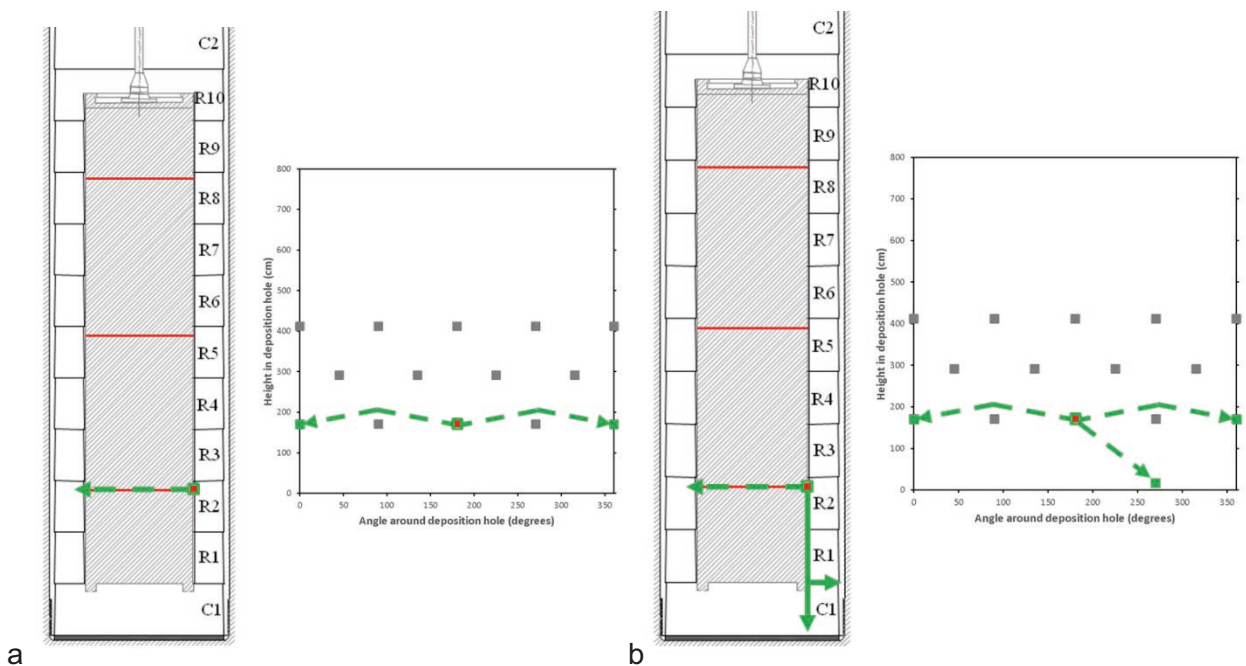 C2
R10
R9
R8
R7
R6
R5
R4
R3
R2
R1
C1
Height in deposition hole (cm)
800
700
600
500
400
300
200
100
0
0 50 100 150 200 250 300 350
Angle around deposition hole (degrees)
a
C2
R10
R9
R8
R7
R6
R5
R4
R3
R2
R1
C1
Height in deposition hole (cm)
800
700
600
500
400
300
200
100
0
0 50 100 150 200 250 300 350
Angle around deposition hole (degrees)
b